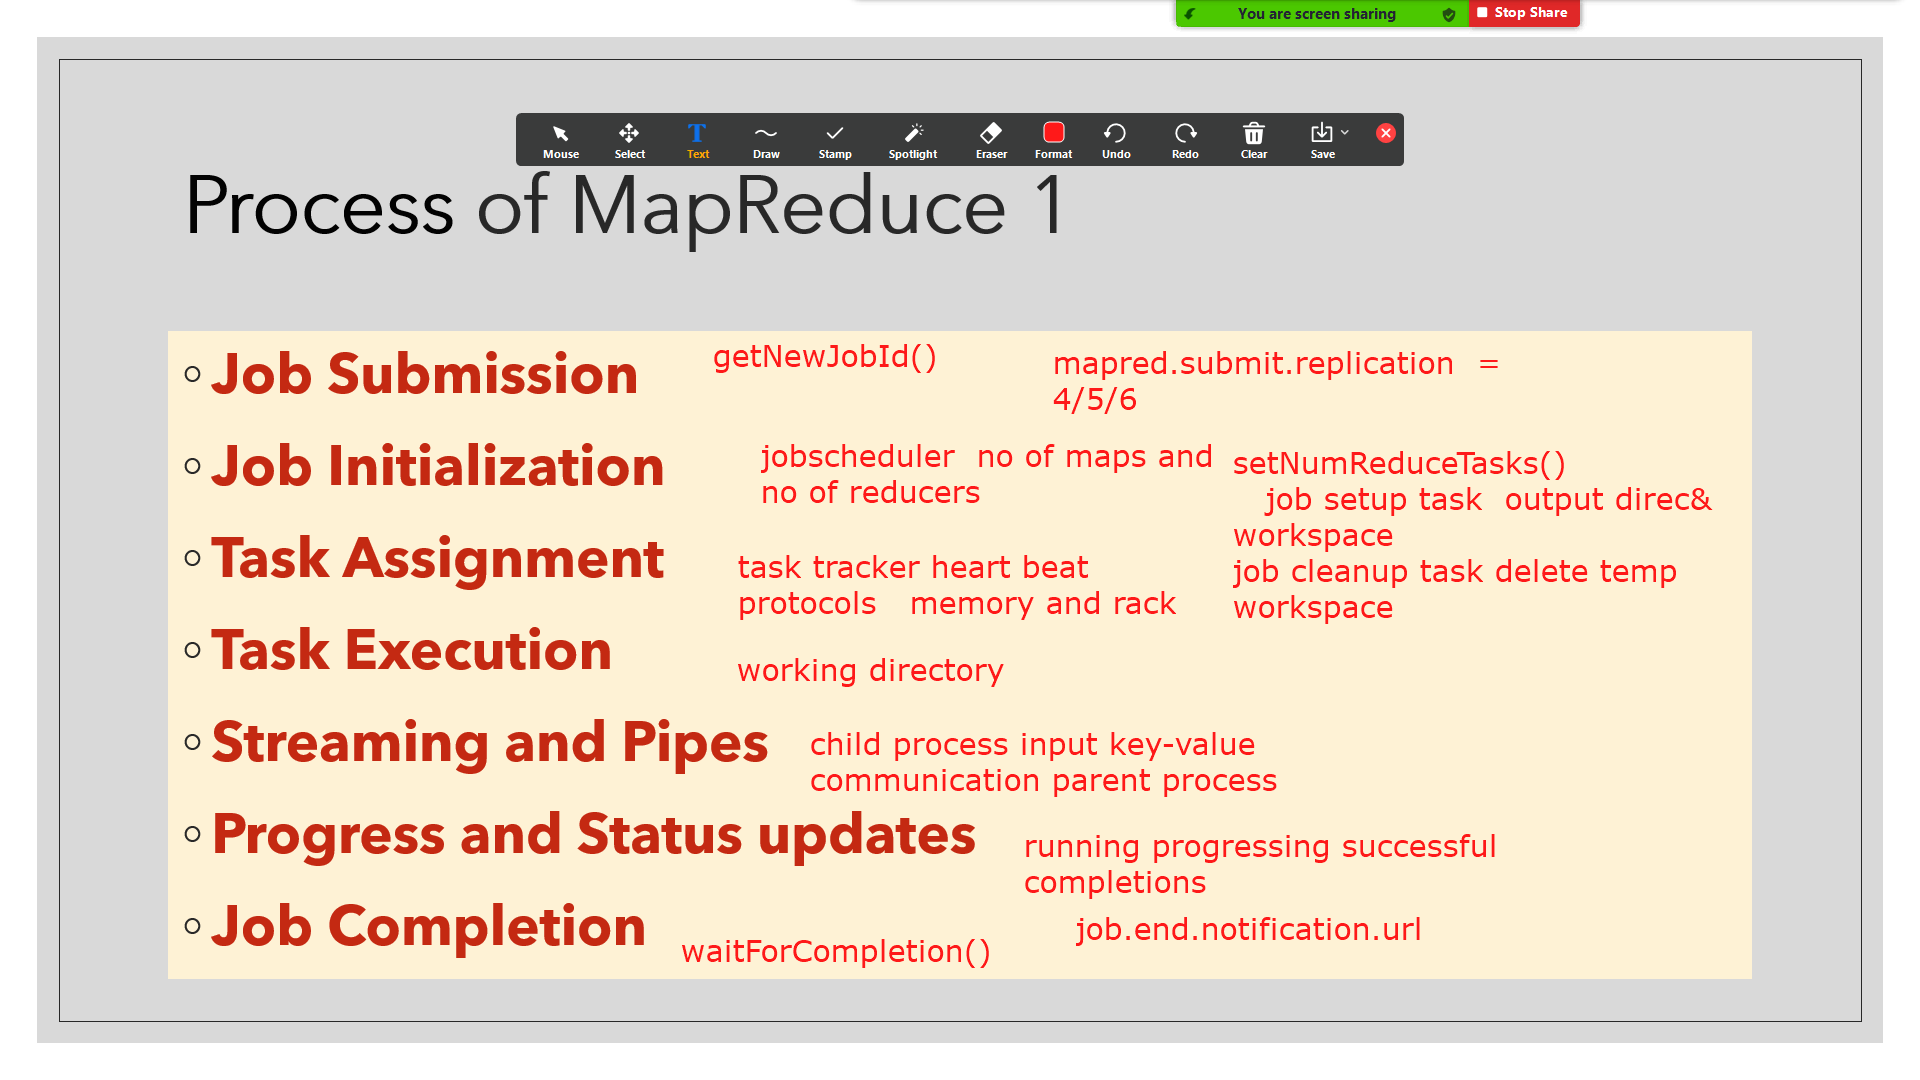 You are screen sharing
Stop Share
Mouse Select Text Draw Stamp Spotlight Eraser Format Undo Redo Clear Save
Process of MapReduce 1
Job Submission
getNewJobId()
mapred.submit.replication =
4/5/6
Job Initialization
jobscheduler no of maps and
no of reducers
setNumReduceTasks()
job setup task output direc&
workspace
job cleanup task delete temp
workspace
Task Assignment
task tracker heart beat
protocols memory and rack
Task Execution
working directory
Streaming and Pipes
child process input key-value
communication parent process
Progress and Status updates
running progressing successful
completions
Job Completion
waitForCompletion()
job.end.notification.url